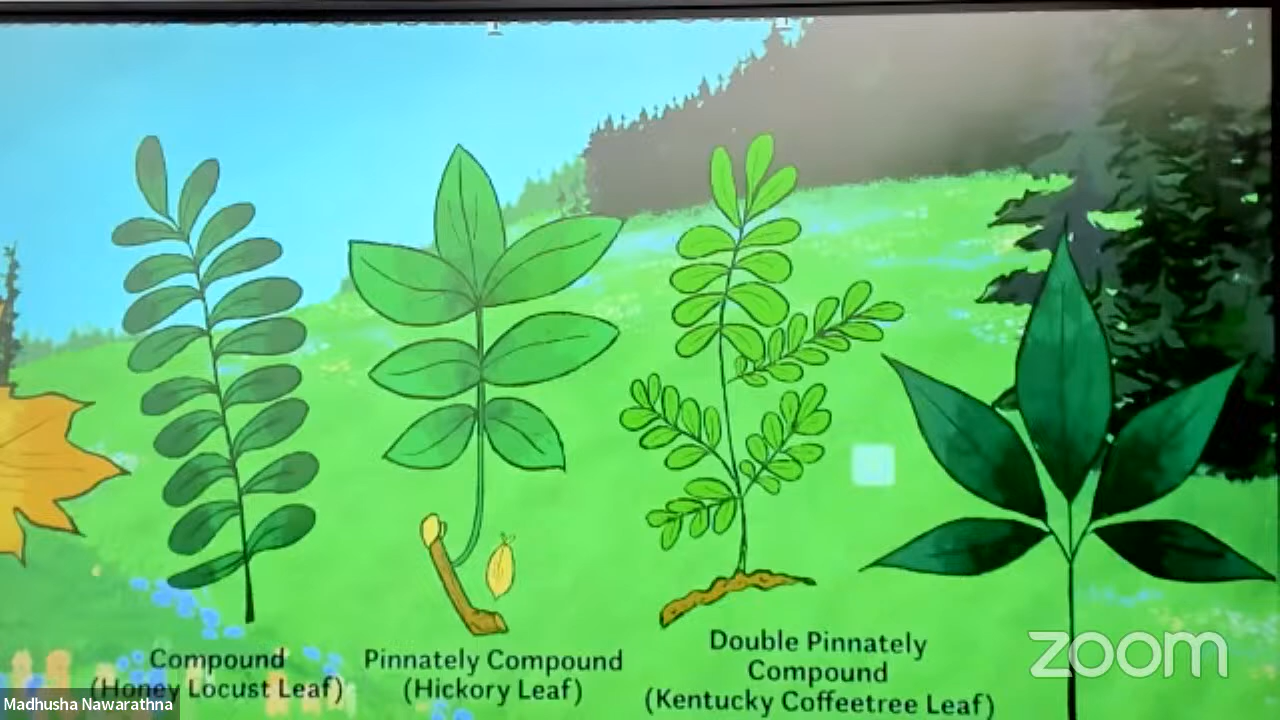 Compound
(Honey Locust Leaf)
Pinnately Compound
(Hickory Leaf)
Double Pinnately
Compound
(Kentucky Coffeetree Leaf)
zoom
Madhusha Nawarathna